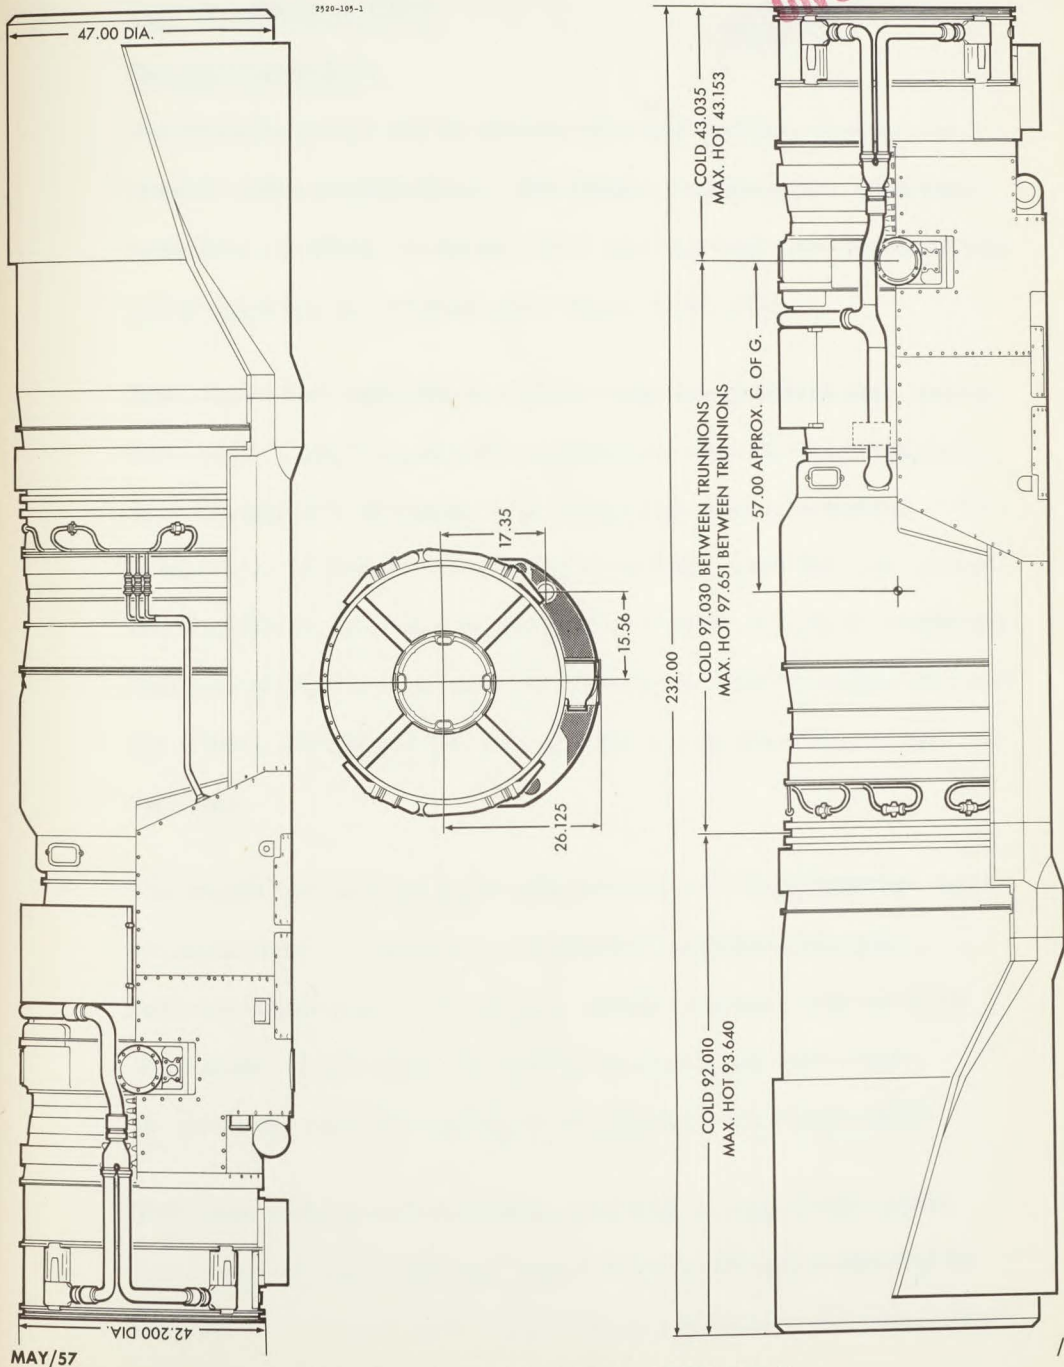 2920-105-1
47.00 DIA.
COLD 43.035
MAX. HOT 43.153
57.00 APPROX. C. OF G.
COLD 97.030 BETWEEN TRUNNIONS
MAX. HOT 97.651 BETWEEN TRUNNIONS
17.35
15.56
232.00
26.125
COLD 92.010
MAX. HOT 93.640
42.200 DIA.
MAY/57